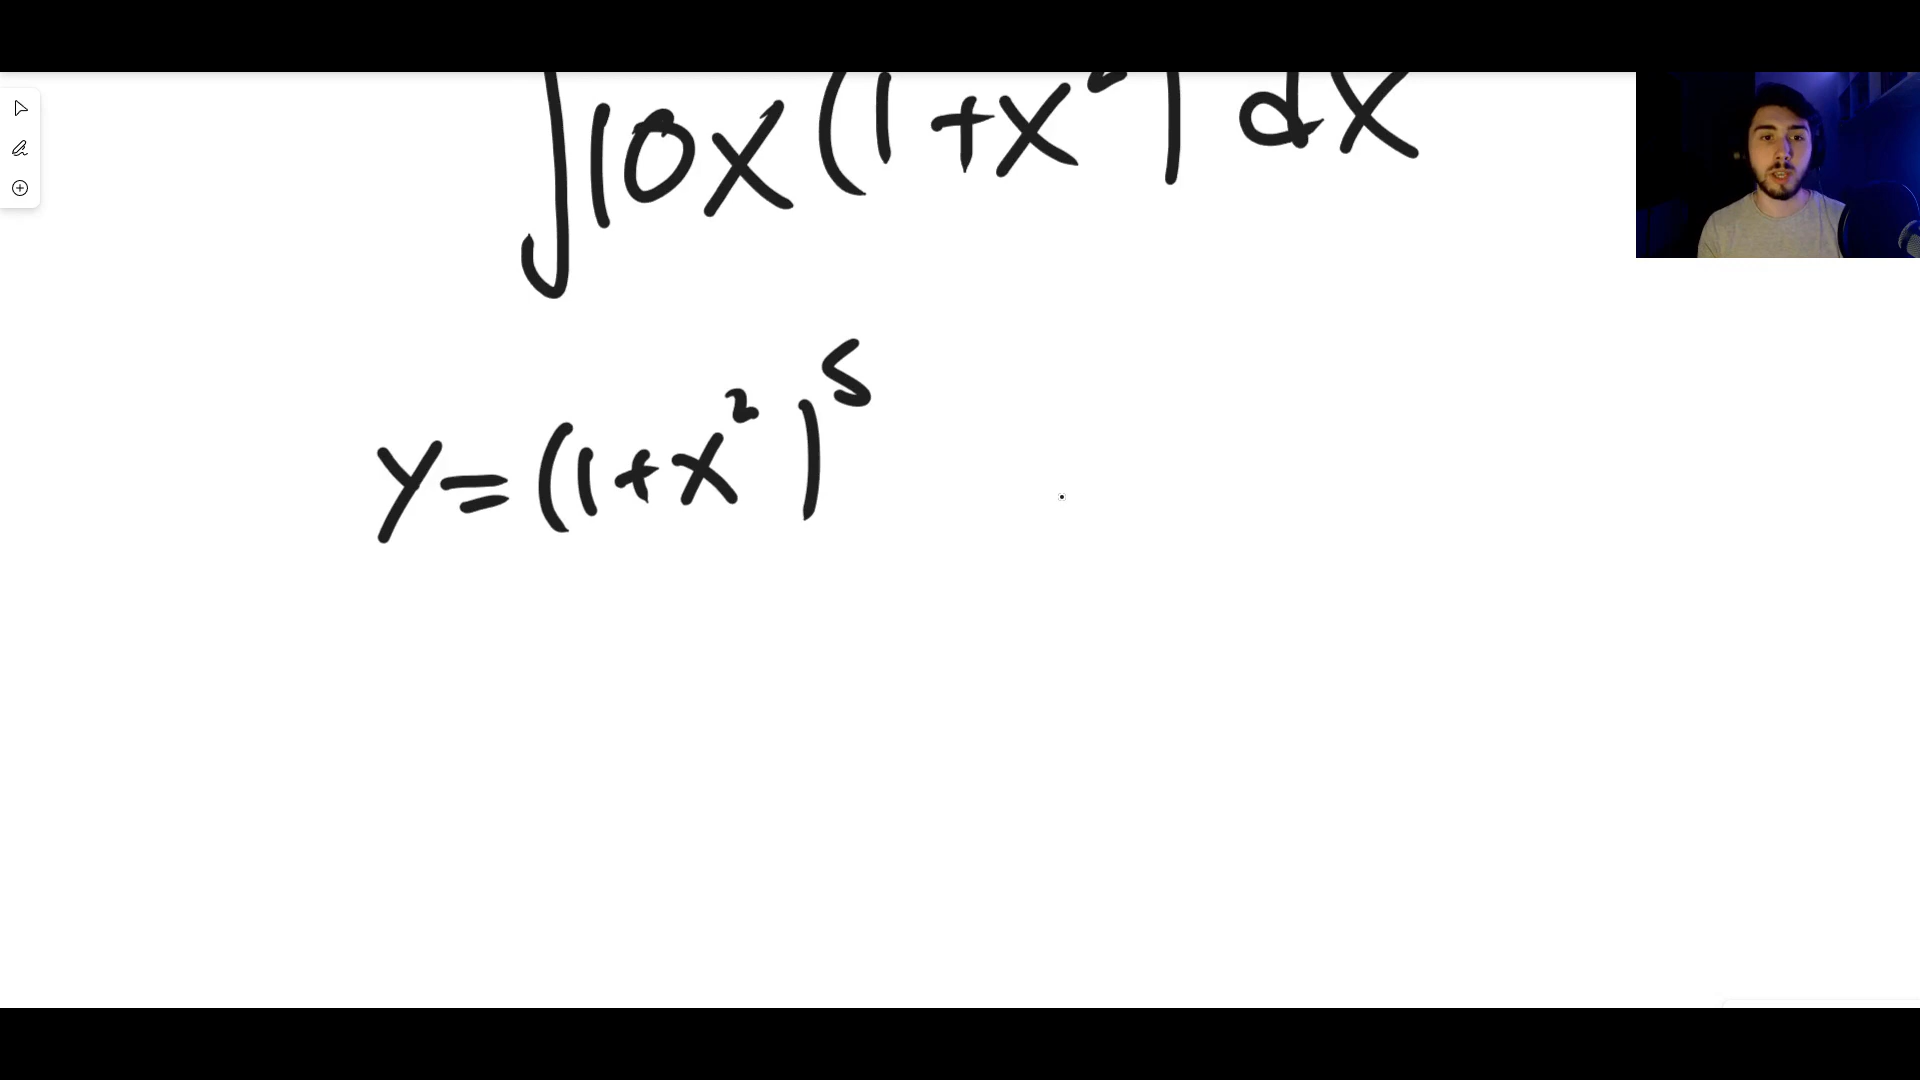 ∫10x(1+x²) dx
y=(1+x²)⁵